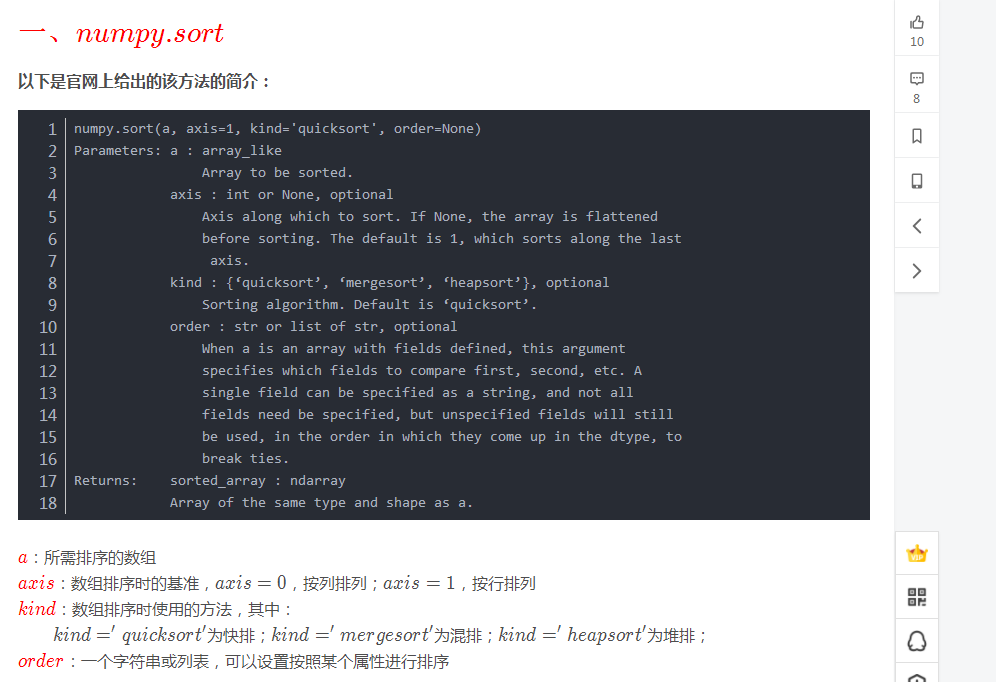 一、numpy.sort
10
以下是官网上给出的该方法的简介：
8
1 numpy.sort(a, axis=1, kind='quicksort', order=None)
2 Parameters: a : array_like
3 Array to be sorted.
4 axis : int or None, optional
5 Axis along which to sort. If None, the array is flattened
6 before sorting. The default is 1, which sorts along the last
7 axis.
8 kind : {‘quicksort’, ‘mergesort’, ‘heapsort’}, optional
9 Sorting algorithm. Default is ‘quicksort’.
10 order : str or list of str, optional
11 When a is an array with fields defined, this argument
12 specifies which fields to compare first, second, etc. A
13 single field can be specified as a string, and not all
14 fields need be specified, but unspecified fields will still
15 be used, in the order in which they come up in the dtype, to
16 break ties.
17 Returns: sorted_array : ndarray
18 Array of the same type and shape as a.
VIP
a：所需排序的数组
axis：数组排序时的基准，axis = 0，按列排列；axis = 1，按行排列
kind：数组排序时使用的方法，其中：
kind =′ quicksort′为快排；kind =′ mergesort′为混排；kind =′ heapsort′为堆排；
order：一个字符串或列表，可以设置按照某个属性进行排序